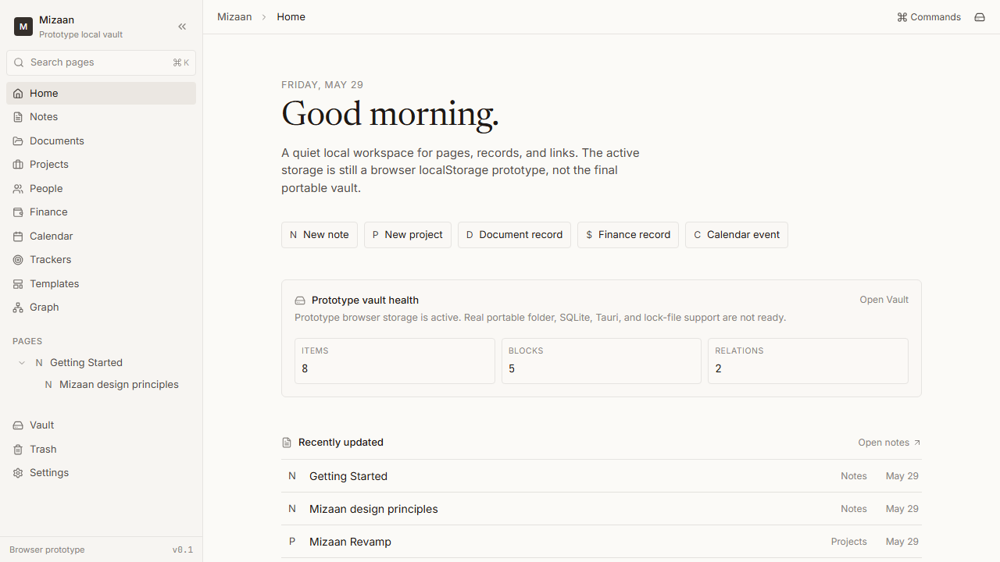 M
Mizaan
Prototype local vault
Search pages
⌘ K
Home
Notes
Documents
Projects
People
Finance
Calendar
Trackers
Templates
Graph
PAGES
N Getting Started
N Mizaan design principles
Vault
Trash
Settings
Browser prototype v0.1
Mizaan Home
⌘ Commands
FRIDAY, MAY 29
Good morning.
A quiet local workspace for pages, records, and links. The active
storage is still a browser localStorage prototype, not the final
portable vault.
N New note P New project D Document record $ Finance record C Calendar event
Prototype vault health Open Vault
Prototype browser storage is active. Real portable folder, SQLite, Tauri, and lock-file support are not ready.
ITEMS BLOCKS RELATIONS
8 5 2
Recently updated Open notes
N Getting Started Notes May 29
N Mizaan design principles Notes May 29
P Mizaan Revamp Projects May 29